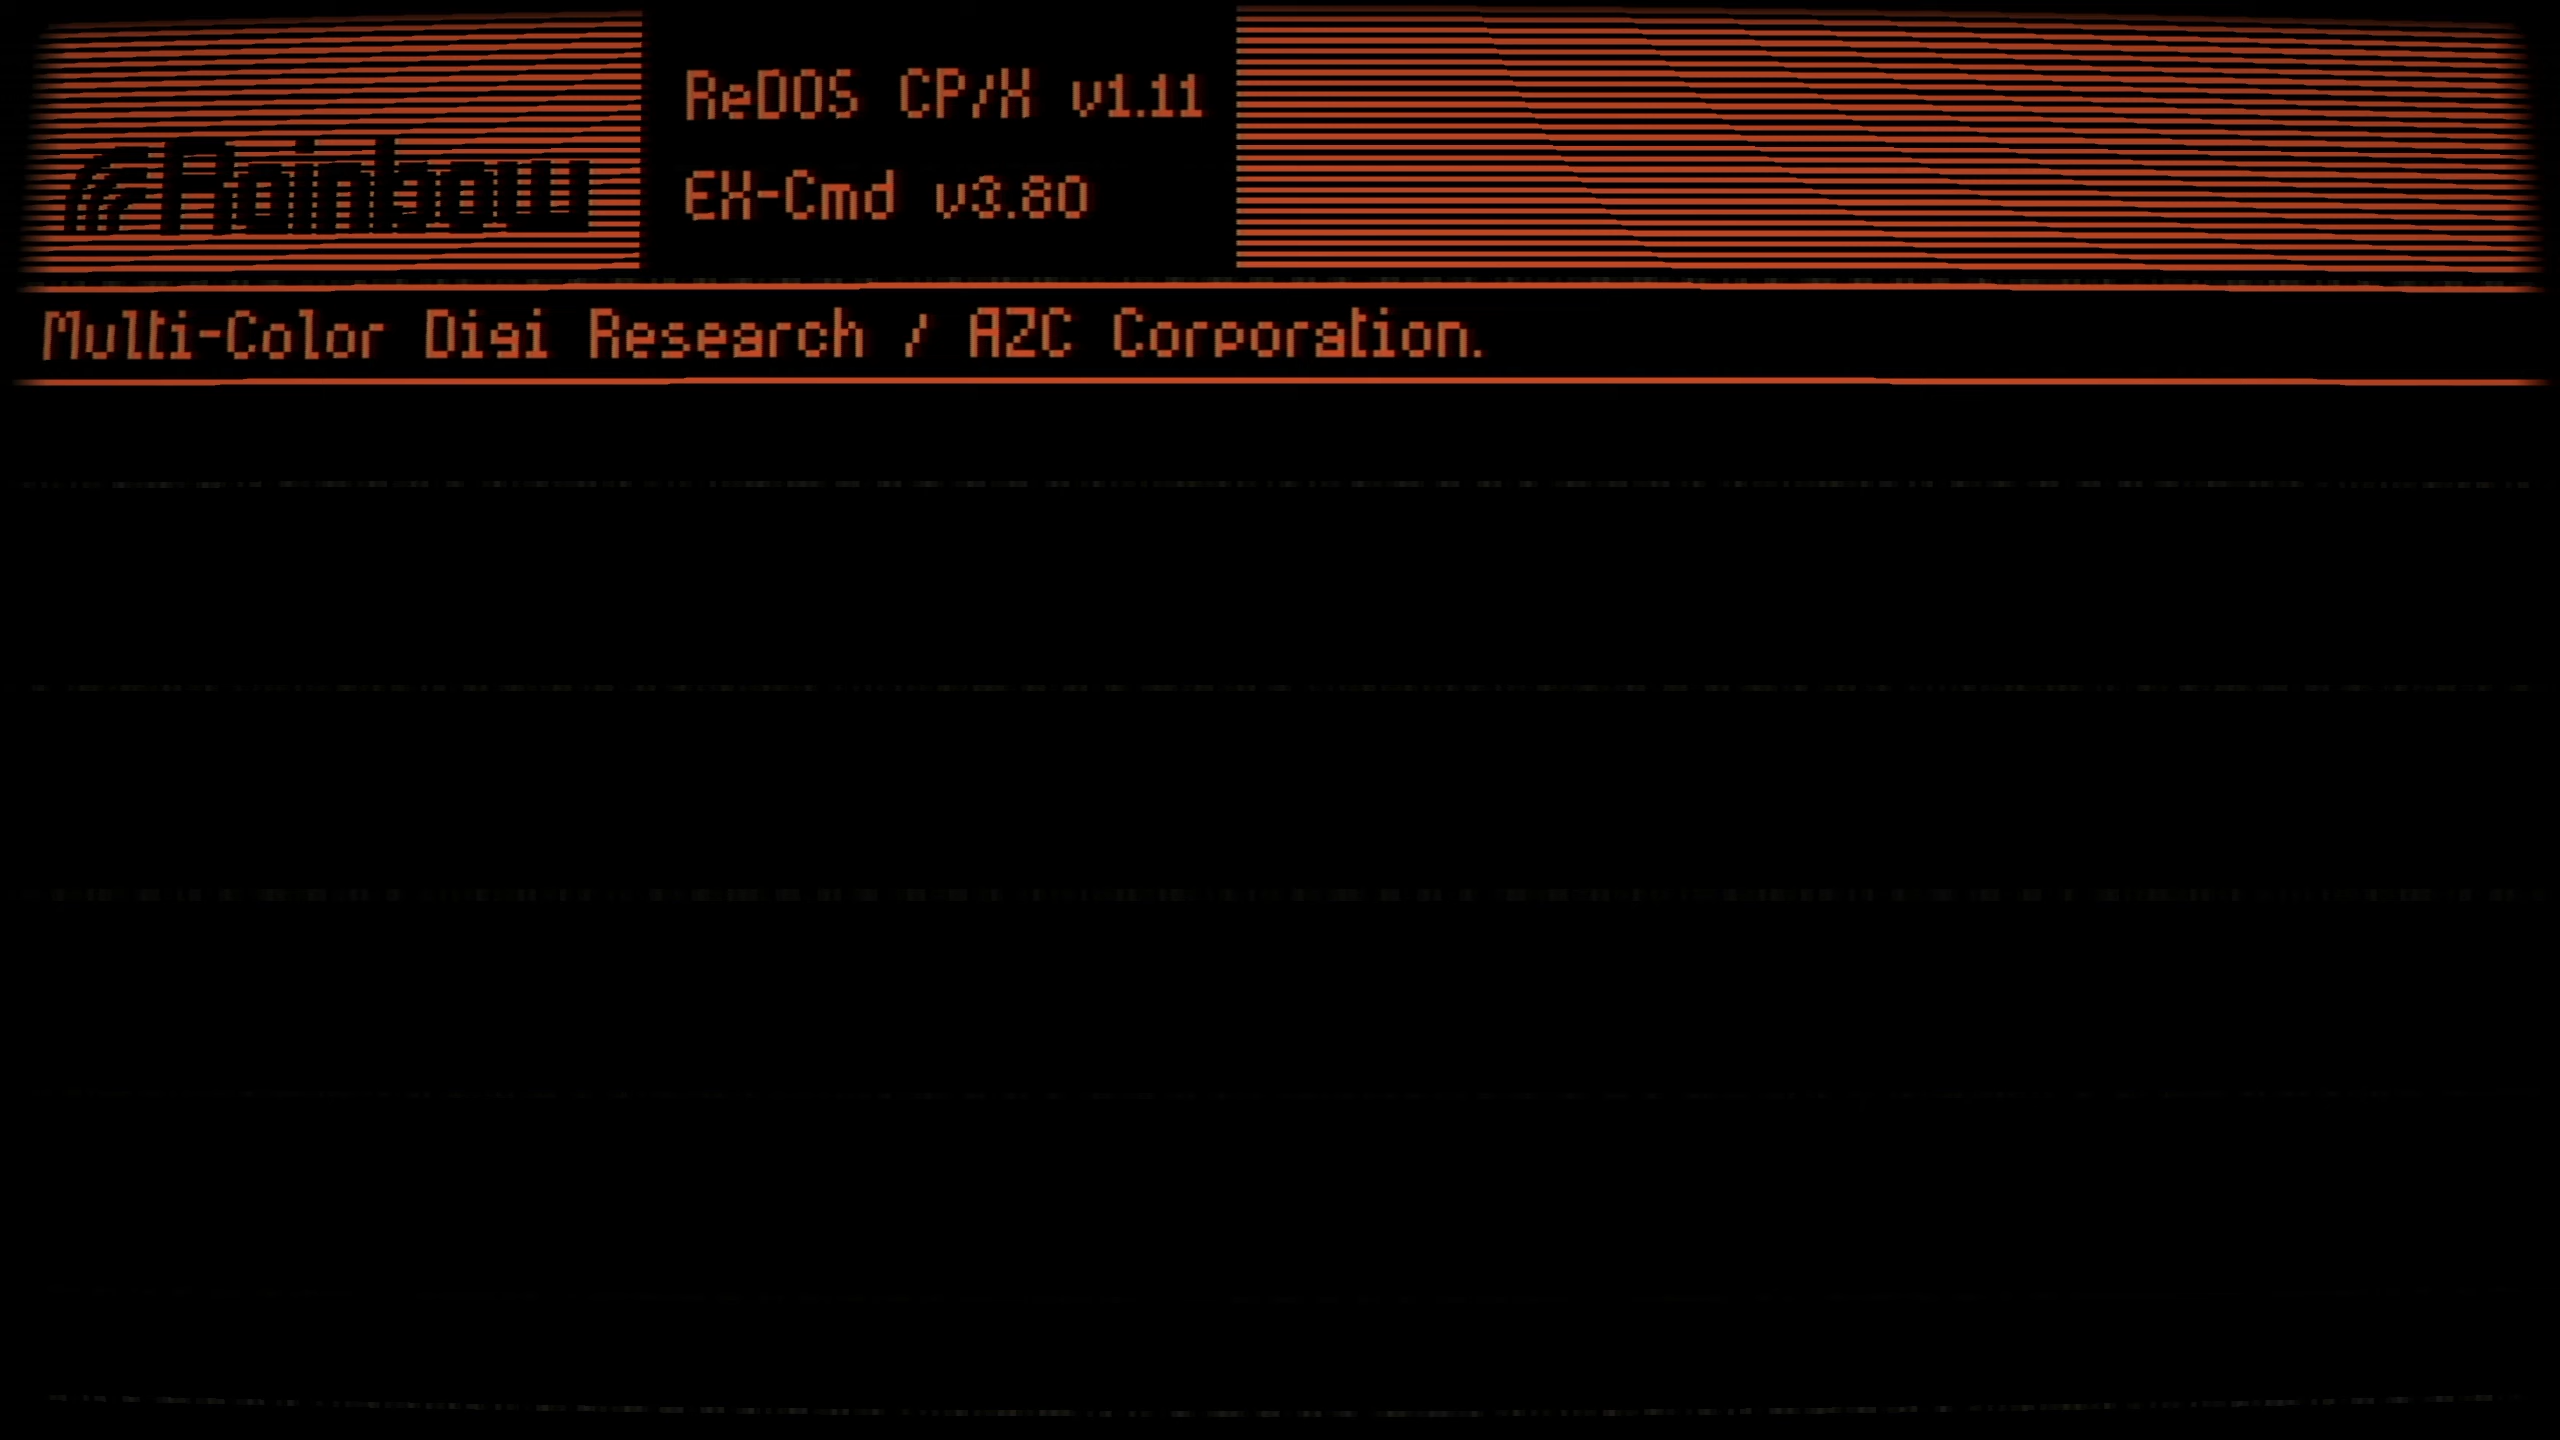 Rainbow
ReDOS CP/X v1.11
EX-Cmd v3.80
Multi-Color Digi Research / AZC Corporation.